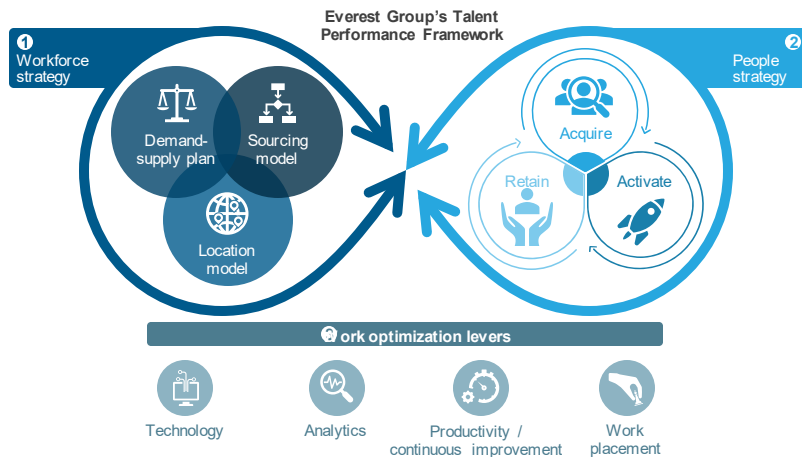 Everest Group's Talent
Performance Framework
1
Workforce
strategy
2
People
strategy
Demand-
supply plan
Sourcing
model
Location
model
Acquire
Retain
Activate
ork optimization levers
Technology
Analytics
Productivity /
continuous improvement
Work
placement